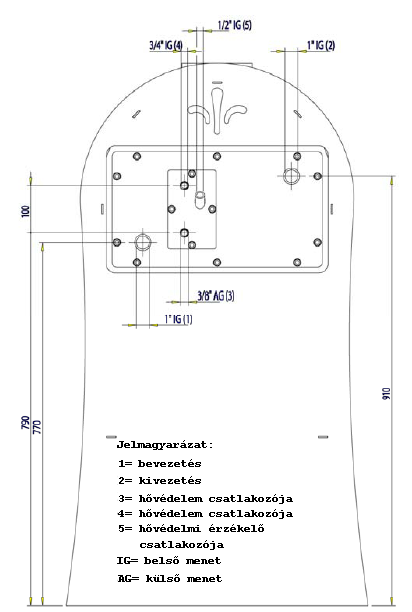 1/2" IG (5)
3/4" IG (4)
1" IG (2)
100
3/8" AG (3)
1" IG (1)
790
770
910
Jelmagyarázat:
1= bevezetés
2= kivezetés
3= hővédelem csatlakozója
4= hővédelem csatlakozója
5= hővédelmi érzékelő
csatlakozója
IG= belső menet
AG= külső menet